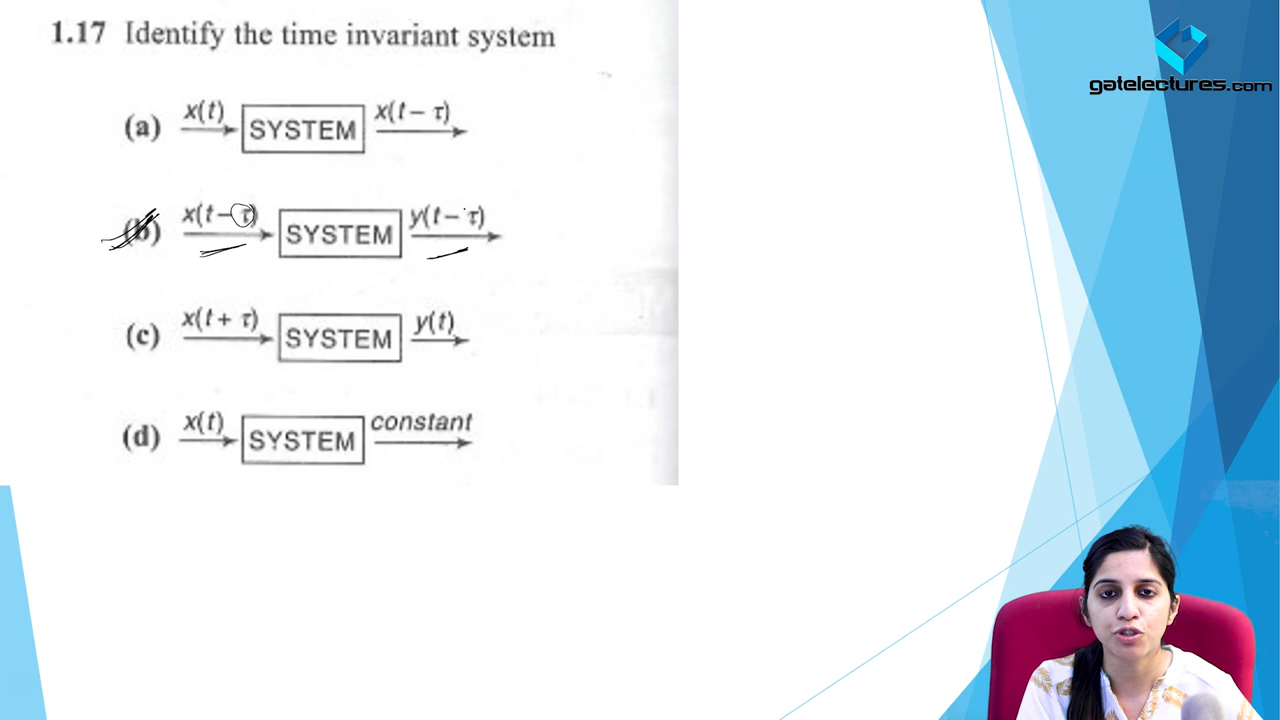 1.17 Identify the time invariant system
(a) x(t) SYSTEM x(t – τ)
(b) x(t – τ) SYSTEM y(t – τ)
(c) x(t + τ) SYSTEM y(t)
(d) x(t) SYSTEM constant
gatelectures.com